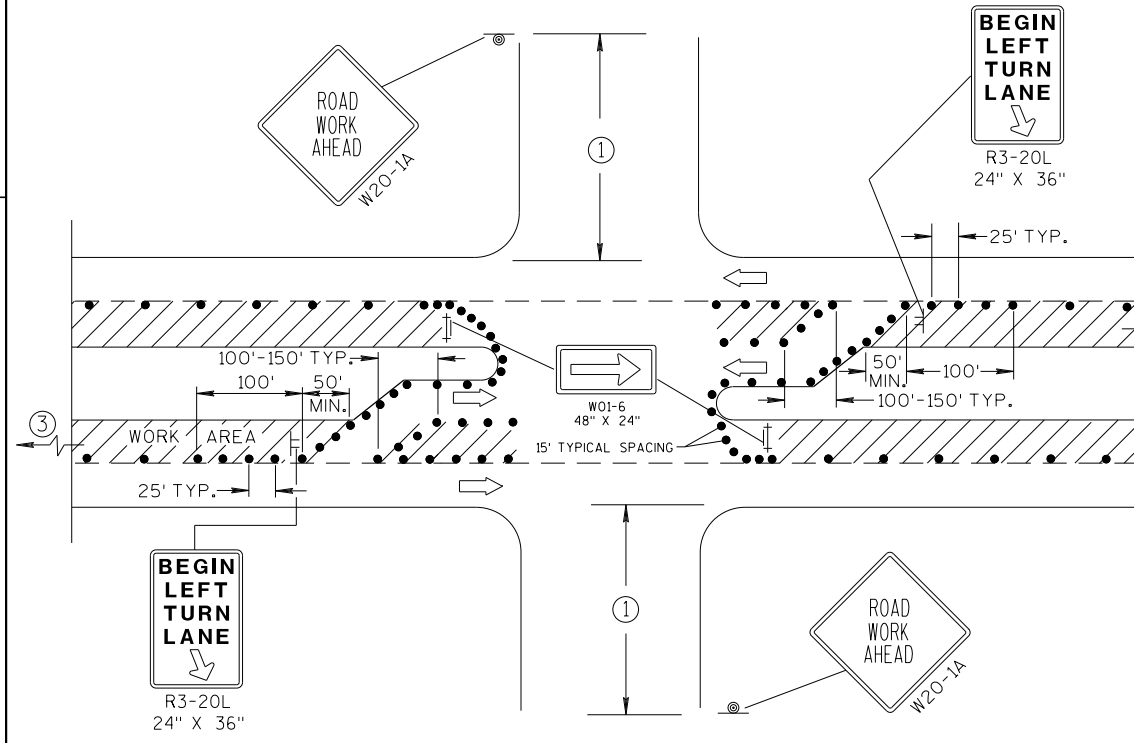 BEGIN
LEFT
TURN
LANE
R3-20L
24" X 36"
ROAD
WORK
AHEAD
W20-1A
1
25' TYP.
100'-150' TYP.
100'
50'
MIN.
W01-6
48" X 24"
50'
MIN.
100'
100'-150' TYP.
3
WORK AREA
15' TYPICAL SPACING
25' TYP.
BEGIN
LEFT
TURN
LANE
R3-20L
24" X 36"
1
ROAD
WORK
AHEAD
W20-1A